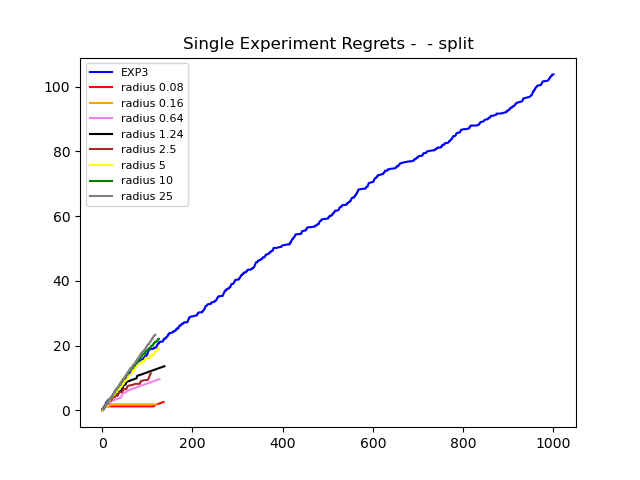 Single Experiment Regrets -  - split
EXP3
radius 0.08
radius 0.16
radius 0.64
radius 1.24
radius 2.5
radius 5
radius 10
radius 25
100
80
60
40
20
0
0 200 400 600 800 1000